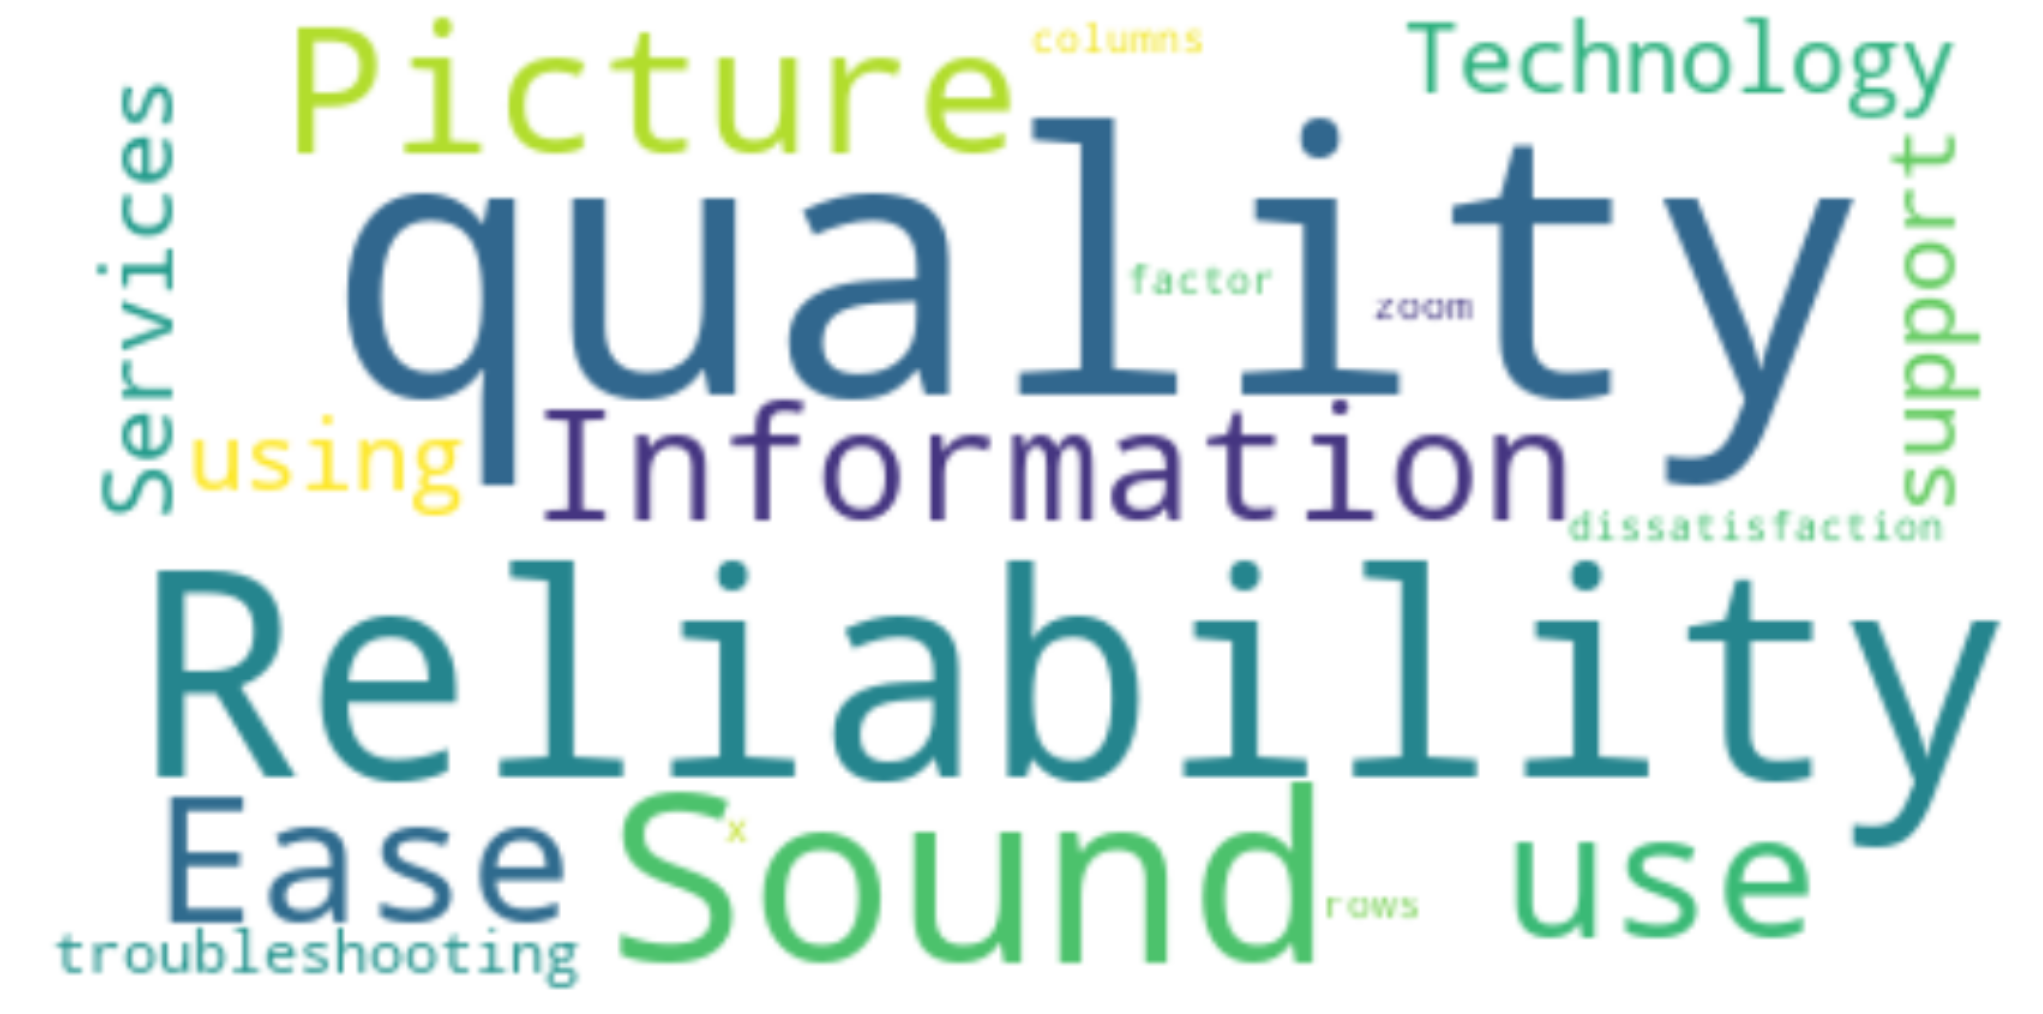 Picture
columns
Technology
Services
quality
support
factor
zoom
using
Information
dissatisfaction
Reliability
Ease
x
Sound
use
rows
troubleshooting